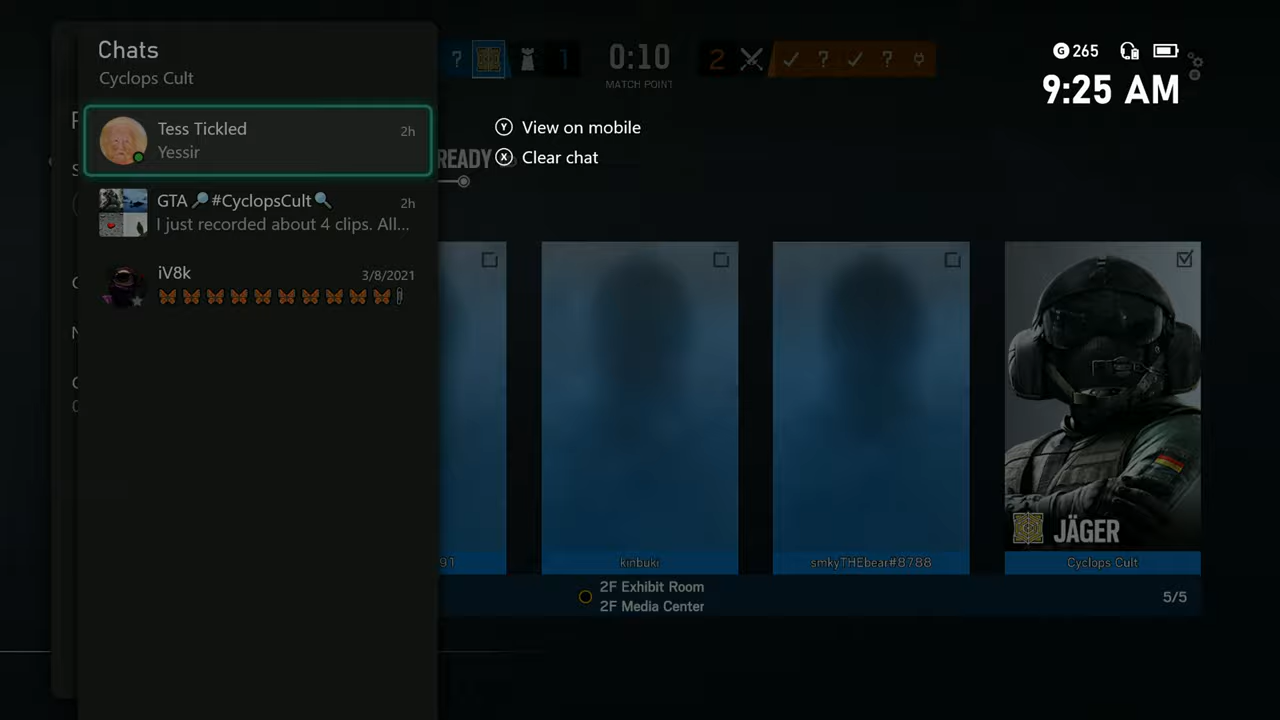 Chats
Cyclops Cult
Tess Tickled
2h
Yessir
GTA 🔎#CyclopsCult🔍
2h
I just recorded about 4 clips. All...
iV8k
3/8/2021
? 1 0:10 2 ? ?
MATCH POINT
G 265
9:25 AM
Y View on mobile
X Clear chat
READY
JÄGER
91
kinbuki
smkyTHEbear#8788
Cyclops Cult
2F Exhibit Room
2F Media Center
5/5